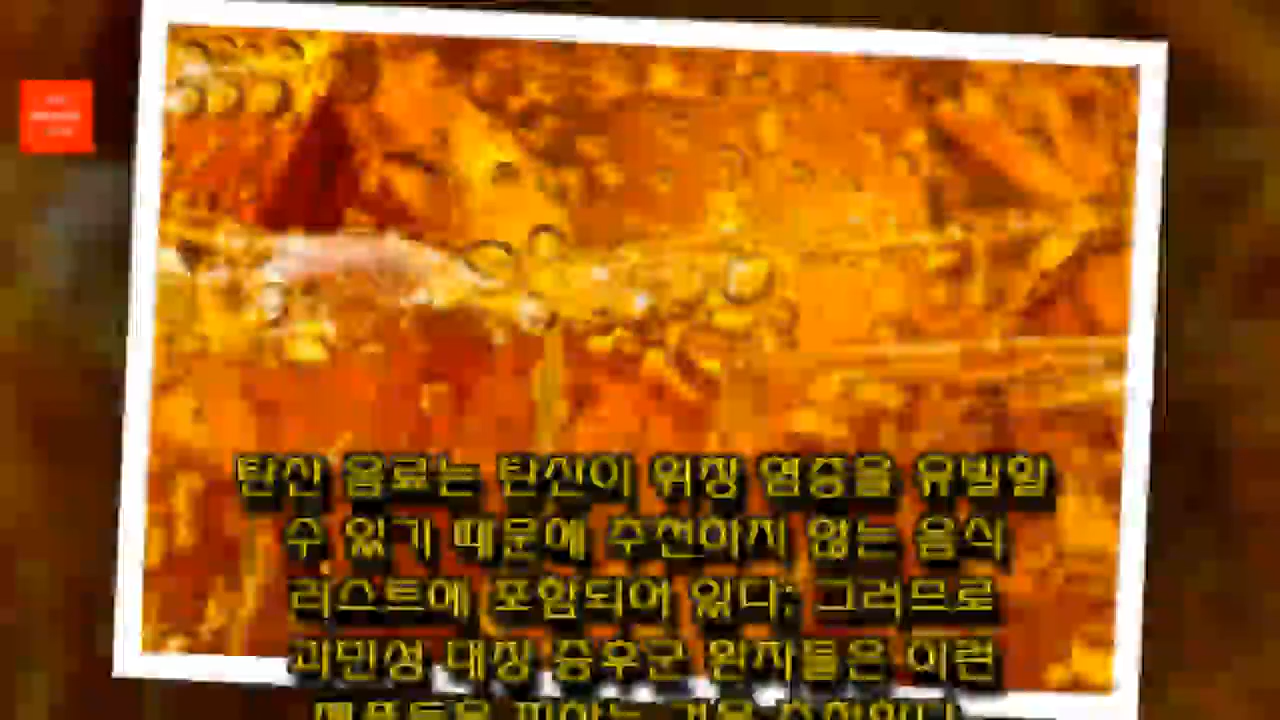 탄산 음료는 탄산이 위장 염증을 유발할
수 있기 때문에 추천하지 않는 음식
리스트에 포함되어 있다; 그러므로
과민성 대장 증후군 환자들은 이런